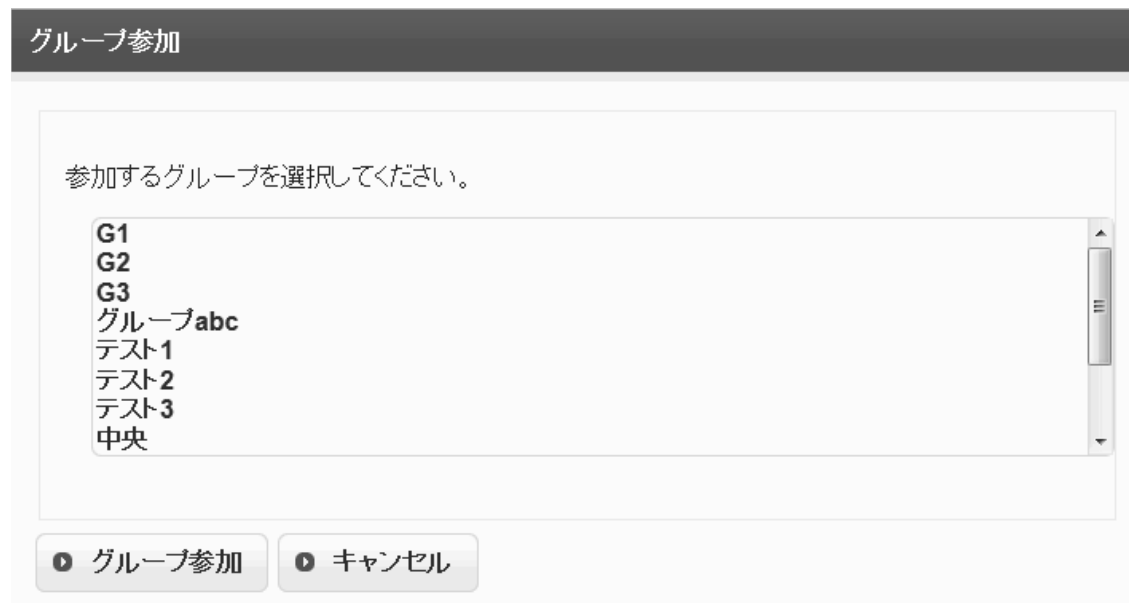 グループ参加
参加するグループを選択してください。
G1
G2
G3
グループabc
テスト1
テスト2
テスト3
中央
グループ参加
キャンセル